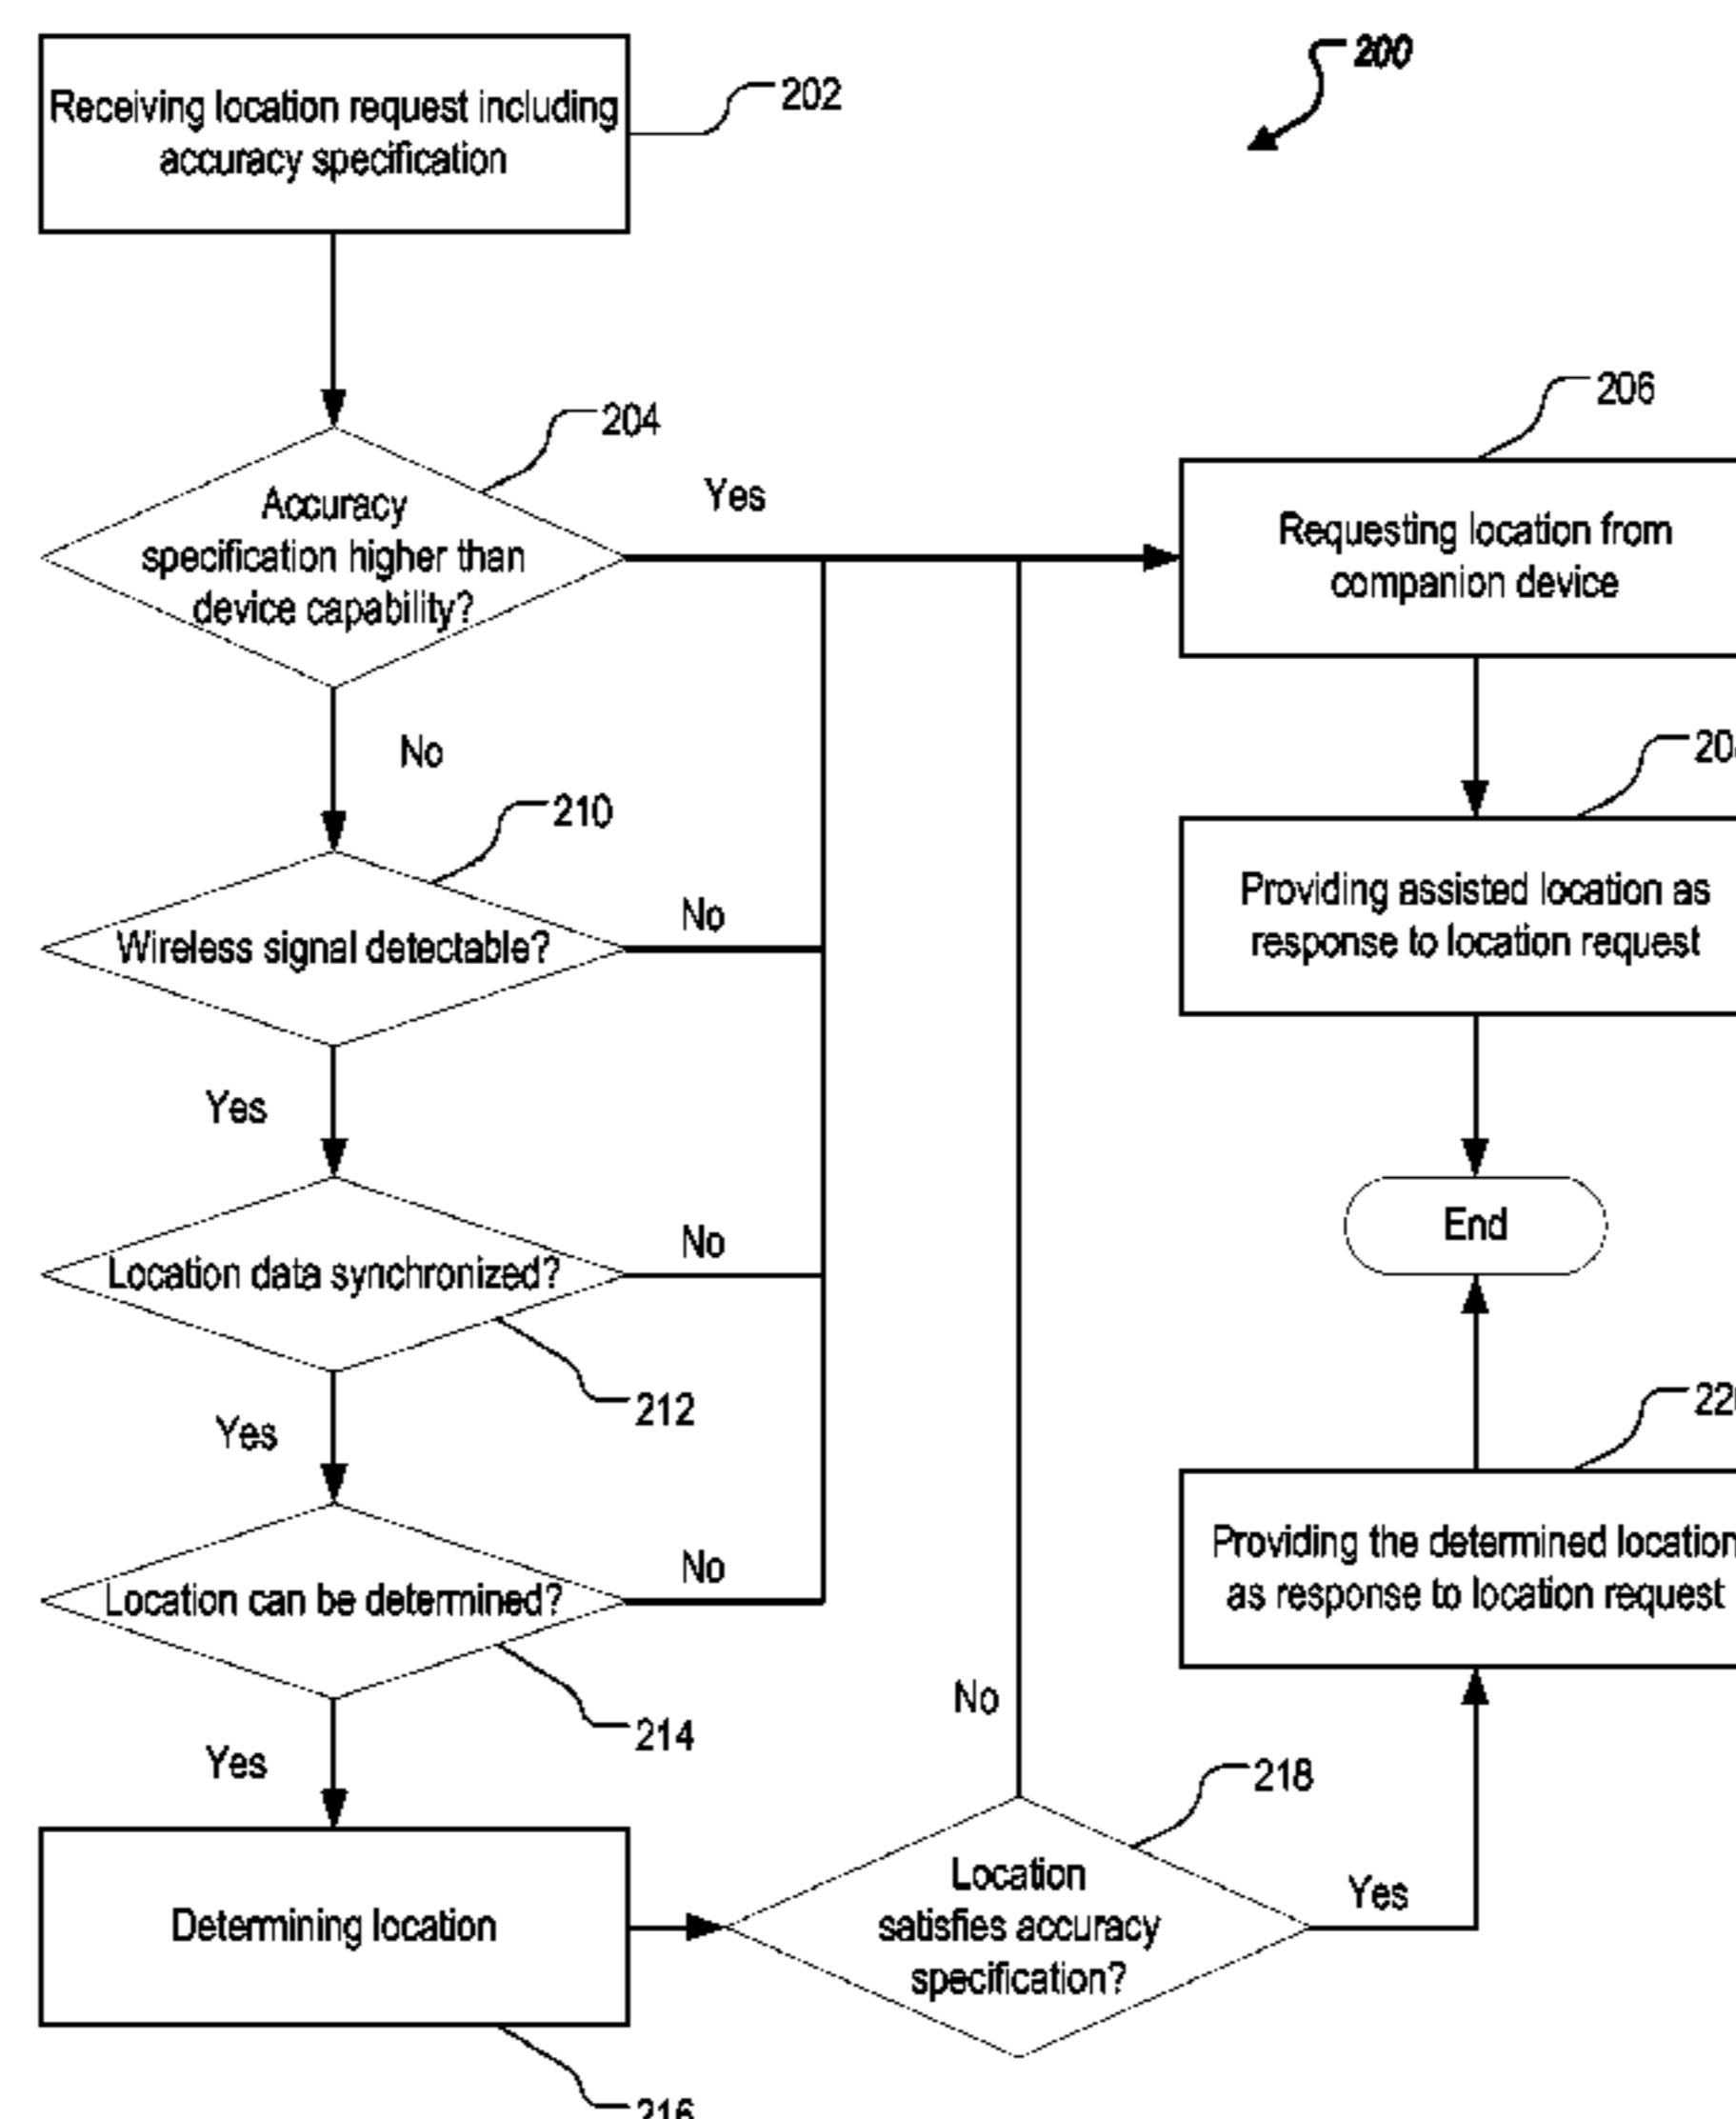 200
Receiving location request including
accuracy specification
202
204
Accuracy
specification higher than
device capability?
Yes
No
206
Requesting location from
companion device
210
Wireless signal detectable?
No
Yes
Providing assisted location as
response to location request
Location data synchronized?
No
212
Yes
End
Location can be determined?
No
214
Yes
Providing the determined location
as response to location request
Determining location
216
218
Location
satisfies accuracy
specification?
No
Yes